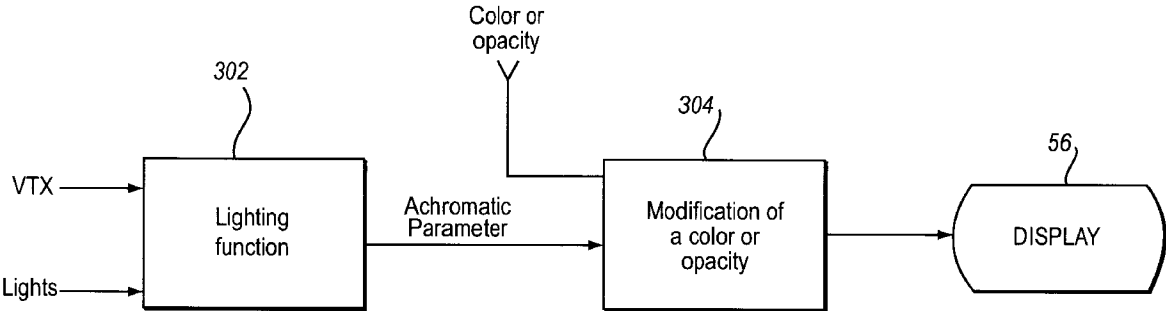 Color or
opacity
302
304
56
VTX
Lights
Lighting
function
Achromatic
Parameter
Modification of
a color or
opacity
DISPLAY